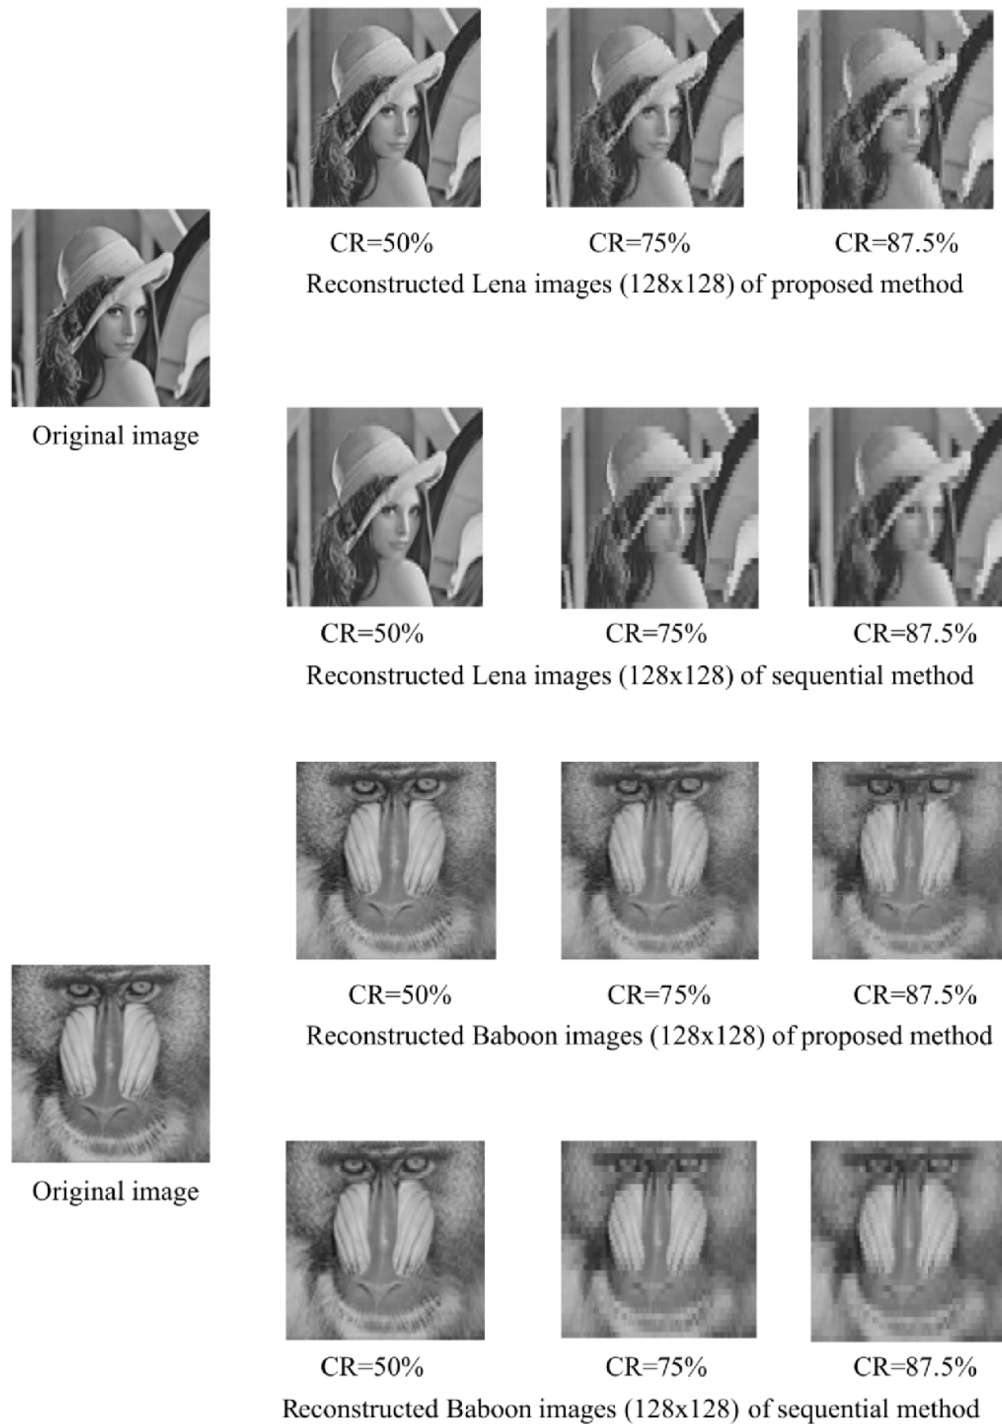 CR=50% CR=75% CR=87.5%
Reconstructed Lena images (128x128) of proposed method
Original image
CR=50% CR=75% CR=87.5%
Reconstructed Lena images (128x128) of sequential method
CR=50% CR=75% CR=87.5%
Reconstructed Baboon images (128x128) of proposed method
Original image
CR=50% CR=75% CR=87.5%
Reconstructed Baboon images (128x128) of sequential method